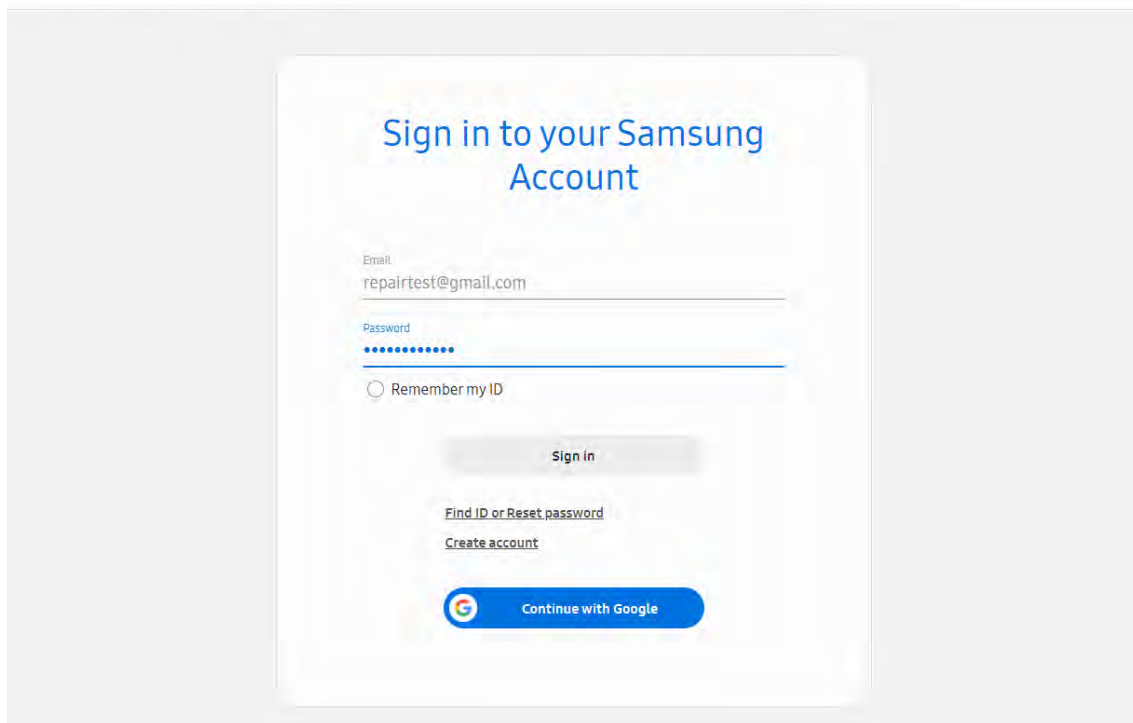 Sign in to your Samsung
Account
Email
repairtest@gmail.com
Password
••••••••••••
Remember my ID
Sign in
Find ID or Reset password
Create account
Continue with Google